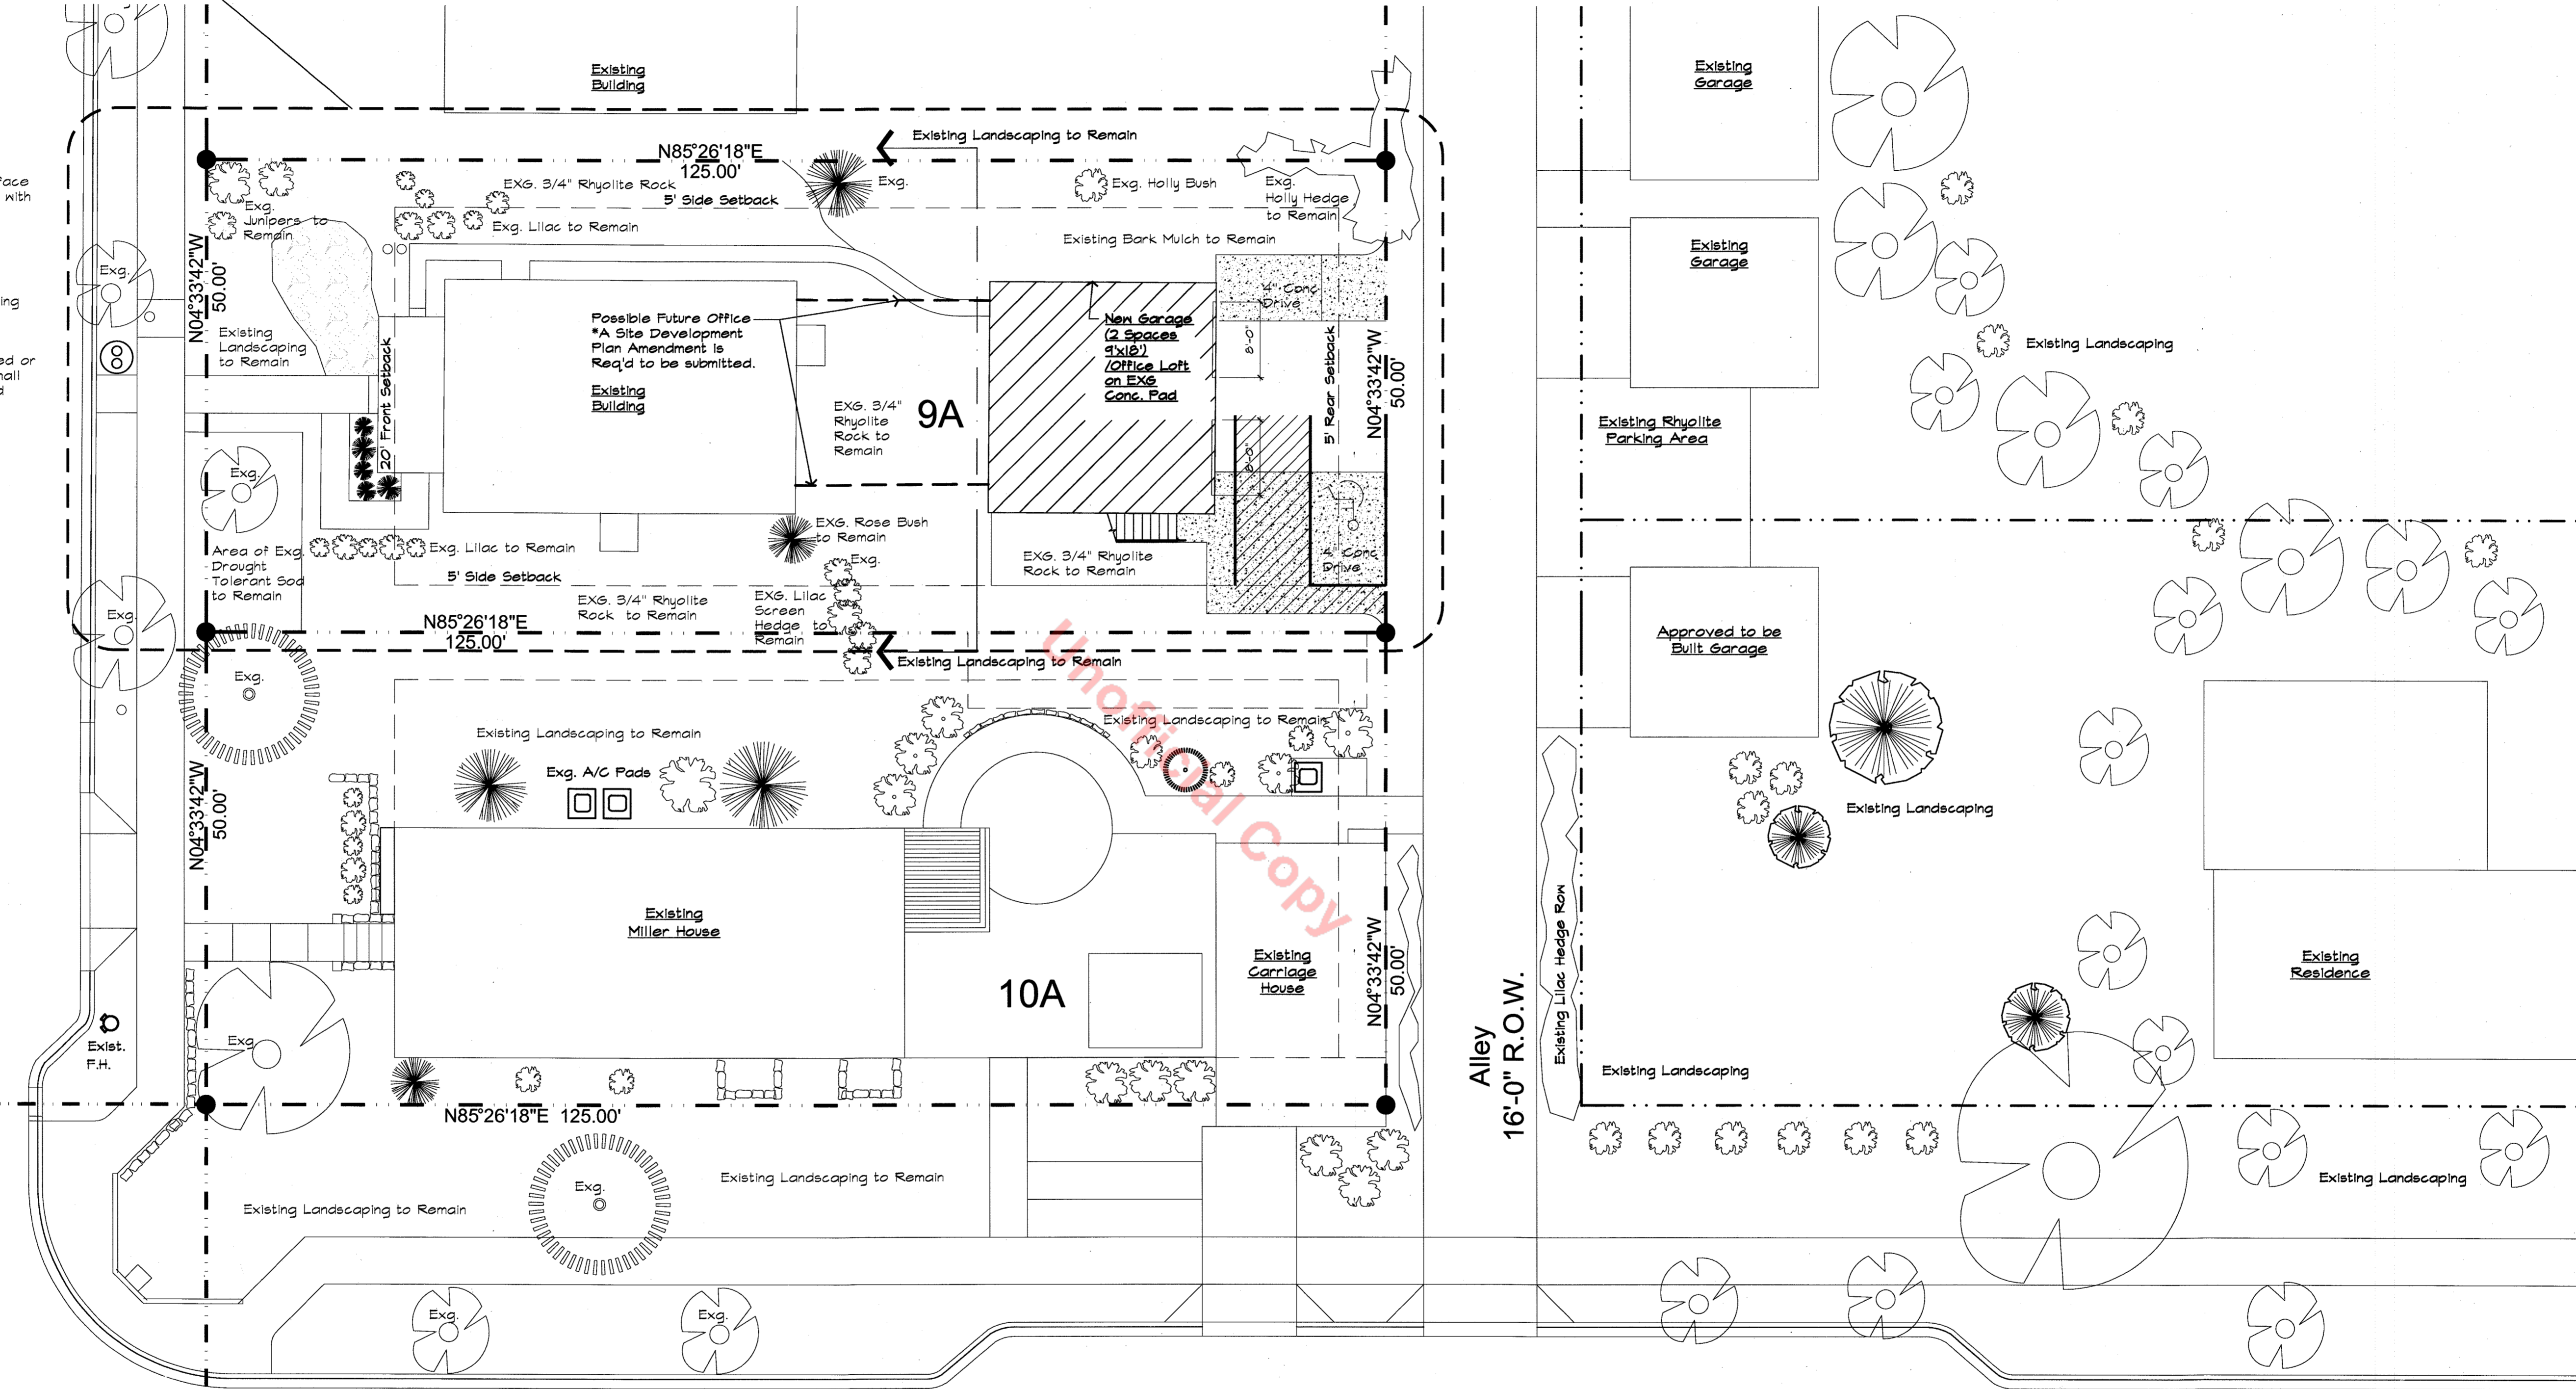 Existing
Building
Existing
Garage
face
with
ing
ed or
hall
d
N85°26'18"E
125.00'
Existing Landscaping to Remain
EXG. 3/4" Rhyolite Rock
5' Side Setback
Exg.
Exg. Holly Bush
Exg.
Holly Hedge
to Remain
Exg.
Junipers to
Remain
Exg. Lilac to Remain
Existing Bark Mulch to Remain
Existing
Garage
Exg.
N04°33'42"W
50.00'
Existing
Landscaping
to Remain
20' Front Setback
Possible Future Office
*A Site Development
Plan Amendment is
Req'd to be submitted.
Existing
Building
EXG. 3/4"
Rhyolite
Rock to
Remain
9A
New Garage
(2 Spaces
9'x18')
/Office Loft
on EXG
Conc. Pad
4" Conc
Drive
8'-0"
8'-0"
5' Rear Setback
N04°33'42"W
50.00'
Existing Landscaping
Existing Rhyolite
Parking Area
Exg.
Area of Exg.
Drought
Tolerant Sod
to Remain
Exg. Lilac to Remain
5' Side Setback
EXG. Rose Bush
to Remain
Exg.
EXG. 3/4" Rhyolite
Rock to Remain
4" Conc
Drive
EXG. 3/4" Rhyolite
Rock to Remain
EXG. Lilac
Screen
Hedge to
Remain
Exg.
N85°26'18"E
125.00'
Existing Landscaping to Remain
Approved to be
Built Garage
Exg.
Existing Landscaping to Remain
Existing Landscaping to Remain
Exg. A/C Pads
Unofficial Copy
N04°33'42"W
50.00'
Existing Landscaping
Existing
Miller House
10A
Existing
Carriage
House
N04°33'42"W
50.00'
Alley
16'-0" R.O.W.
Existing Lilac Hedge Row
Existing
Residence
Exist.
F.H.
Exg.
Existing Landscaping
N85°26'18"E 125.00'
Existing Landscaping to Remain
Exg.
Existing Landscaping to Remain
Existing Landscaping
Exg.
Exg.